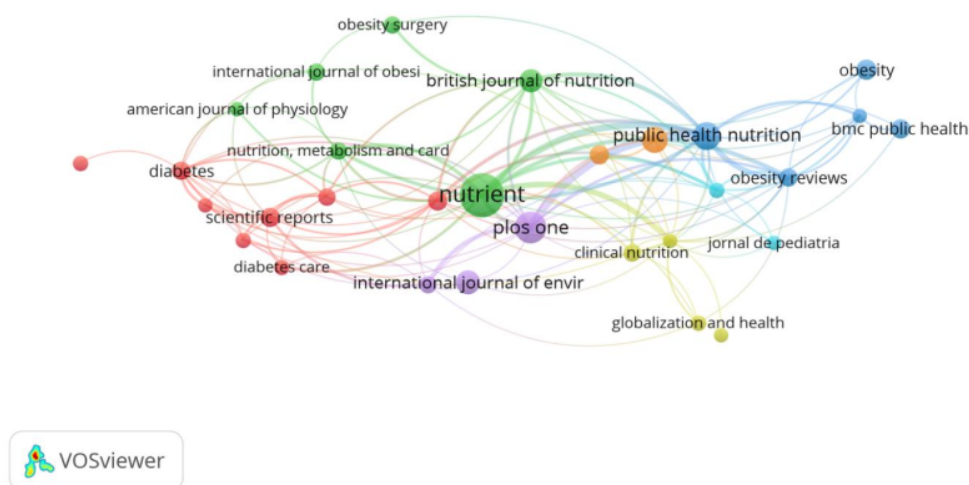 obesity surgery
international journal of obesi
british journal of nutrition
obesity
american journal of physiology
public health nutrition
bmc public health
nutrition, metabolism and card
diabetes
obesity reviews
nutrient
scientific reports
plos one
jornal de pediatria
clinical nutrition
diabetes care
international journal of envir
globalization and health
VOSviewer